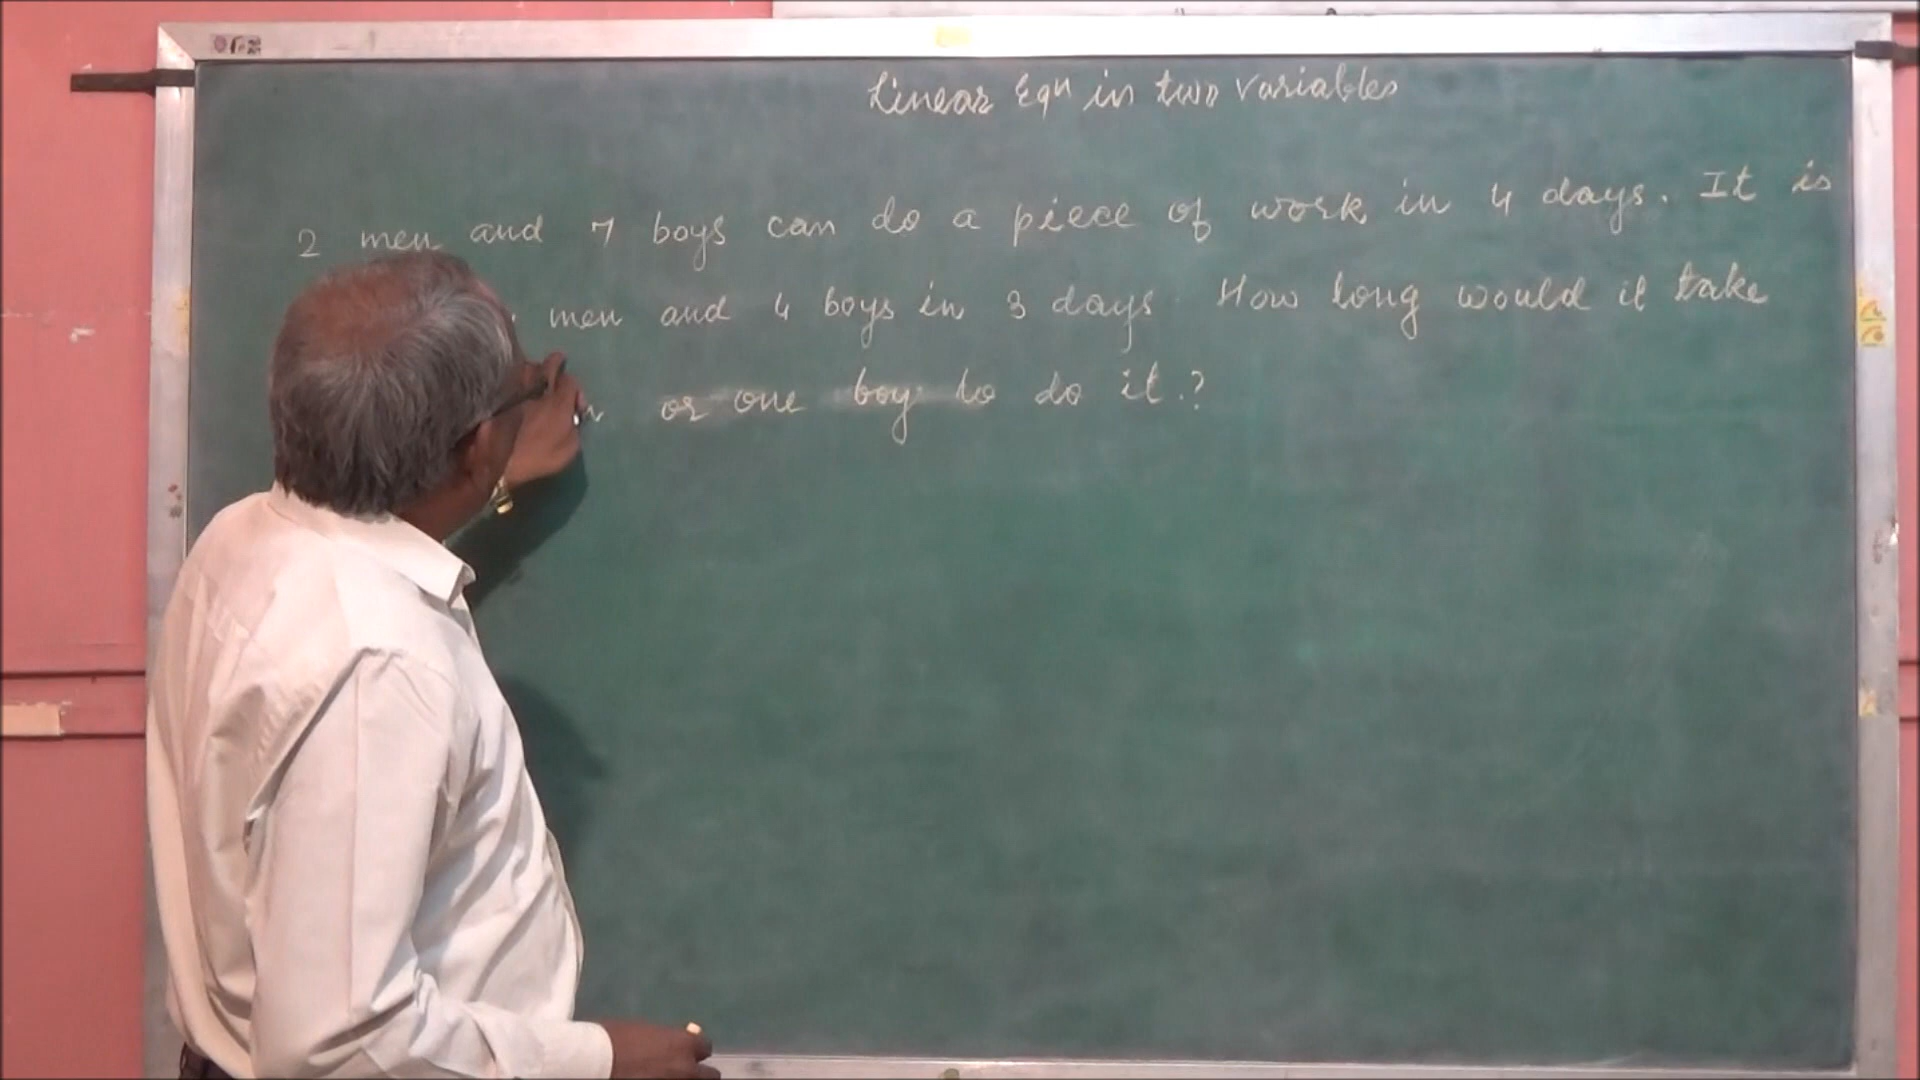 Linear Eqn in two variables
2 men and 7 boys can do a piece of work in 4 days. It is
men and 4 boys in 3 days How long would it take
or one boy to do it.?